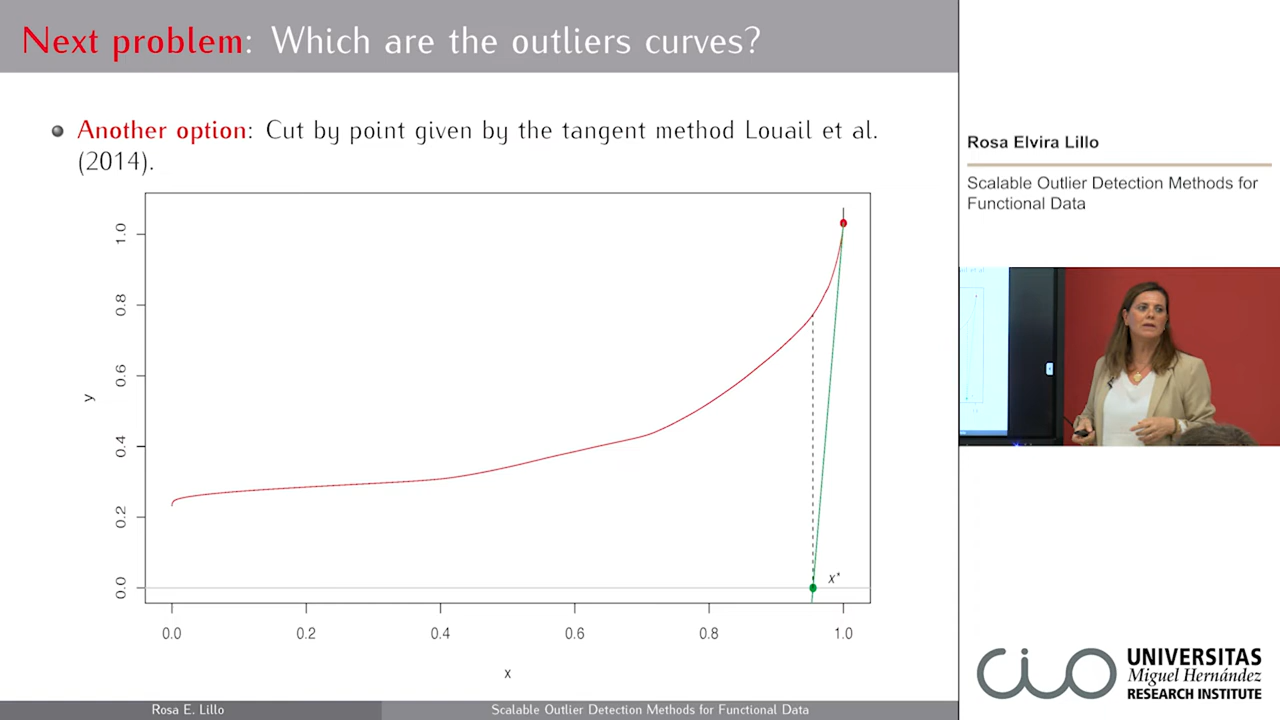 Next problem: Which are the outliers curves?
Another option: Cut by point given by the tangent method Louail et al.
(2014).
1.0
0.8
0.6
0.4
0.2
0.0
y
x*
0.0 0.2 0.4 0.6 0.8 1.0
x
Rosa E. Lillo Scalable Outlier Detection Methods for Functional Data
Rosa Elvira Lillo
Scalable Outlier Detection Methods for
Functional Data
cio UNIVERSITAS
Miguel Hernández
RESEARCH INSTITUTE